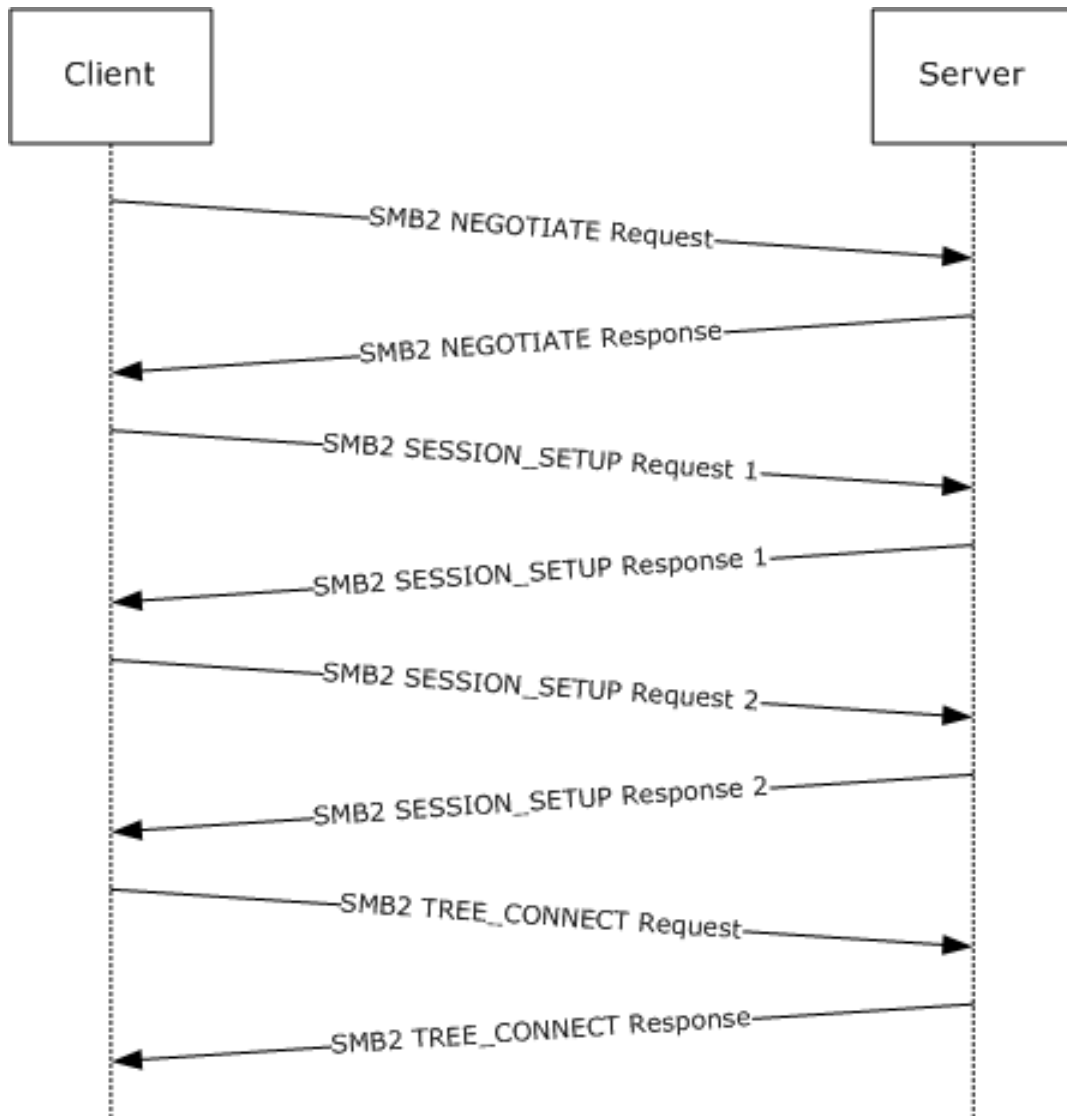 Client
Server
SMB2 NEGOTIATE Request
SMB2 NEGOTIATE Response
SMB2 SESSION_SETUP Request 1
SMB2 SESSION_SETUP Response 1
SMB2 SESSION_SETUP Request 2
SMB2 SESSION_SETUP Response 2
SMB2 TREE_CONNECT Request
SMB2 TREE_CONNECT Response